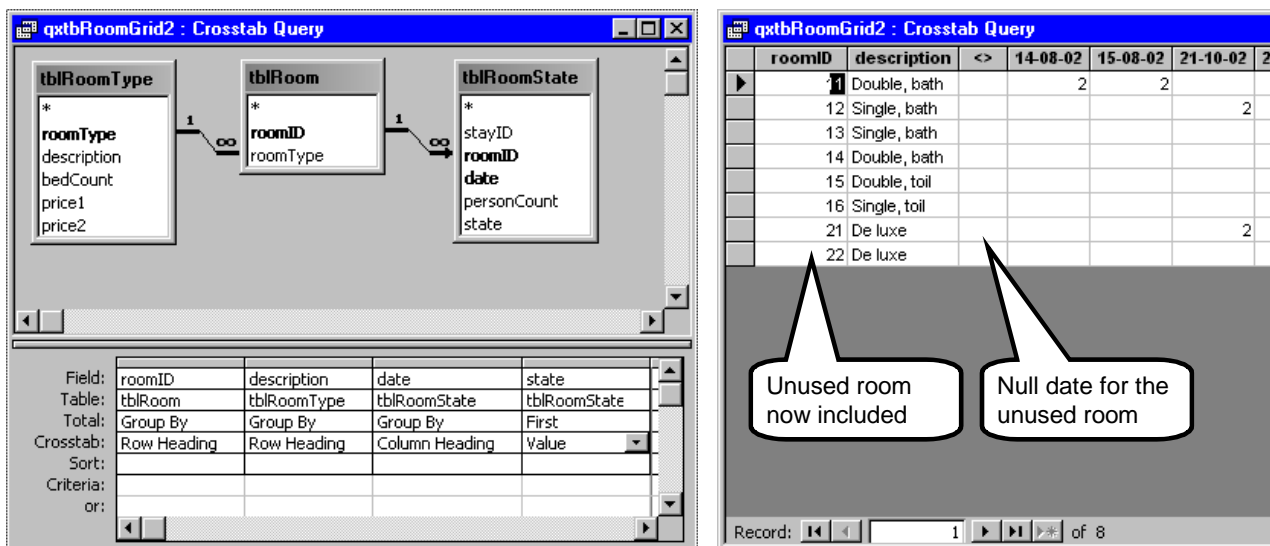 qxtbRoomGrid2 : Crosstab Query
tblRoomType
*
roomType
description
bedCount
price1
price2
1
∞
tblRoom
*
roomID
roomType
1
∞
tblRoomState
*
stayID
roomID
date
personCount
state
Field: roomID description date state
Table: tblRoom tblRoomType tblRoomState tblRoomState
Total: Group By Group By Group By First
Crosstab: Row Heading Row Heading Column Heading Value
Sort:
Criteria:
or:
qxtbRoomGrid2 : Crosstab Query
roomID description <> 14-08-02 15-08-02 21-10-02 2
11 Double, bath 2 2
12 Single, bath 2
13 Single, bath
14 Double, bath
15 Double, toil
16 Single, toil
21 De luxe 2
22 De luxe
Unused room
now included
Null date for the
unused room
Record: 1 of 8